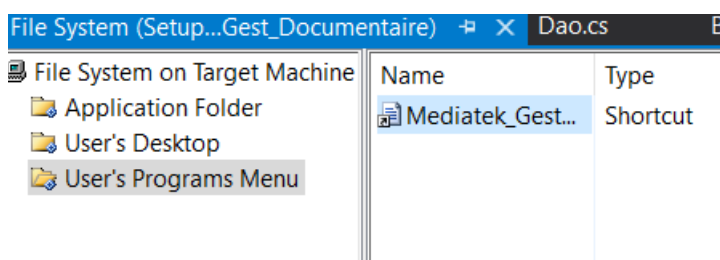 File System (Setup...Gest_Documentaire) Dao.cs
File System on Target Machine Name Type
Application Folder Mediatek_Gest... Shortcut
User's Desktop
User's Programs Menu